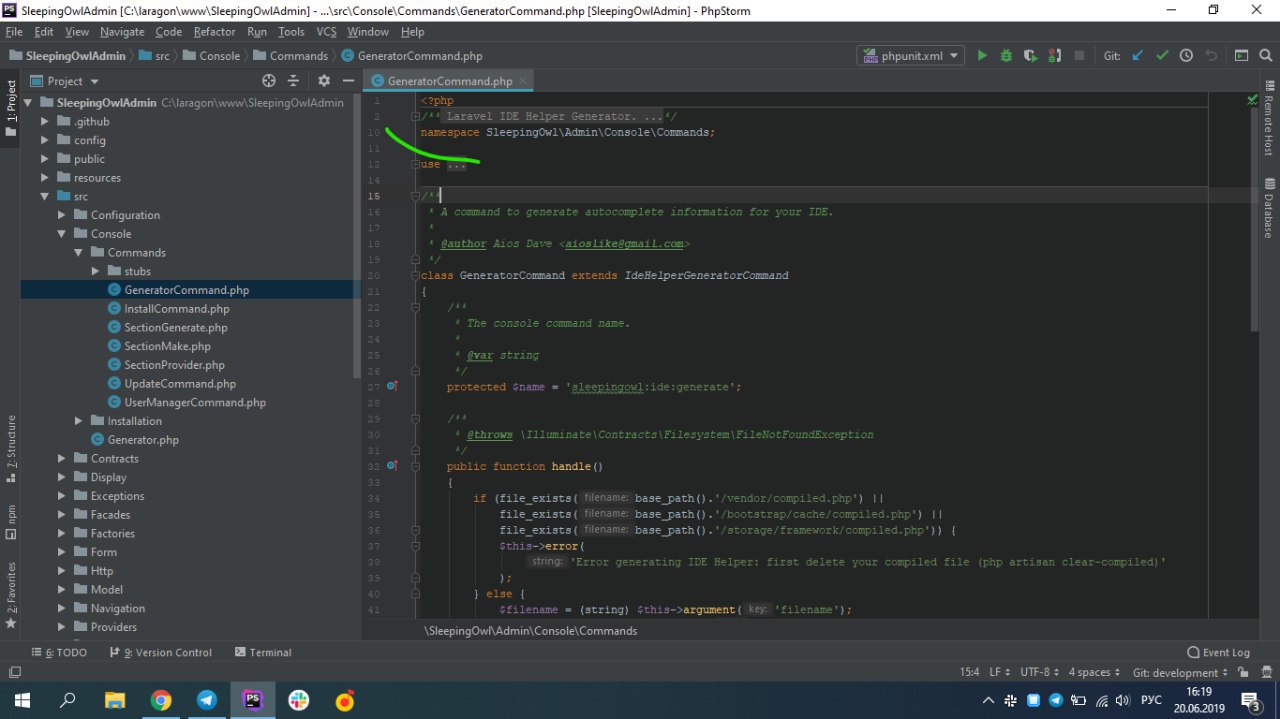 SleepingOwlAdmin [C:\laragon\www\SleepingOwlAdmin] - ...\src\Console\Commands\GeneratorCommand.php [SleepingOwlAdmin] - PhpStorm
File Edit View Navigate Code Refactor Run Tools VCS Window Help
SleepingOwlAdmin src Console Commands GeneratorCommand.php phpunit.xml Git:
Project GeneratorCommand.php
1: Project
7: Structure
npm
2: Favorites
SleepingOwlAdmin C:\laragon\www\SleepingOwlAdmin
.github
config
public
resources
src
Configuration
Console
Commands
stubs
GeneratorCommand.php
InstallCommand.php
SectionGenerate.php
SectionMake.php
SectionProvider.php
UpdateCommand.php
UserManagerCommand.php
Installation
Generator.php
Contracts
Display
Exceptions
Facades
Factories
Form
Http
Model
Navigation
Providers
1 <?php
2 /** Laravel IDE Helper Generator. ...*/
10 namespace SleepingOwl\Admin\Console\Commands;
11
12 use ...
14
15 /**
16 * A command to generate autocomplete information for your IDE.
17 *
18 * @author Aios Dave <aioslike@gmail.com>
19 */
20 class GeneratorCommand extends IdeHelperGeneratorCommand
21 {
22 /**
23 * The console command name.
24 *
25 * @var string
26 */
27 protected $name = 'sleepingowl:ide:generate';
28
29 /**
30 * @throws \Illuminate\Contracts\Filesystem\FileNotFoundException
31 */
32 public function handle()
33 {
34 if (file_exists( filename: base_path().'/vendor/compiled.php') ||
35 file_exists( filename: base_path().'/bootstrap/cache/compiled.php') ||
36 file_exists( filename: base_path().'/storage/framework/compiled.php')) {
37 $this->error(
38 string: 'Error generating IDE Helper: first delete your compiled file (php artisan clear-compiled)'
39 );
40 } else {
41 $filename = (string) $this->argument( key: 'filename');
\SleepingOwl\Admin\Console\Commands
Remote Host
Database
6: TODO 9: Version Control Terminal Event Log
15:4 LF UTF-8 4 spaces Git: development
PS РУС 16:19
20.06.2019 3